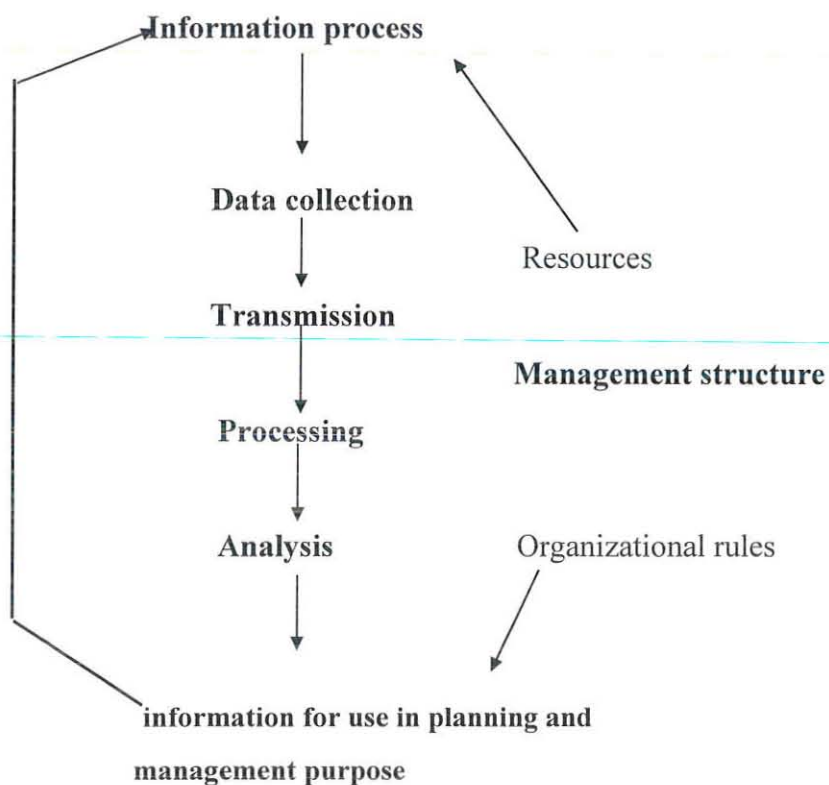 Information process
Data collection
Resources
Transmission
Management structure
Processing
Analysis
Organizational rules
information for use in planning and
management purpose